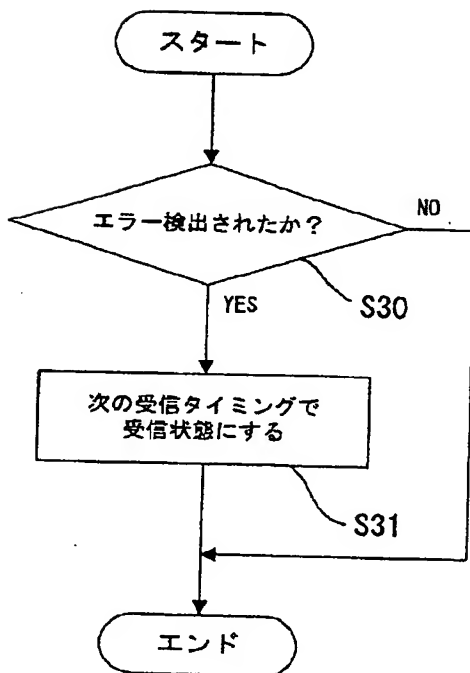 スタート
エラー検出されたか?
NO
S30
YES
次の受信タイミングで
受信状態にする
S31
エンド